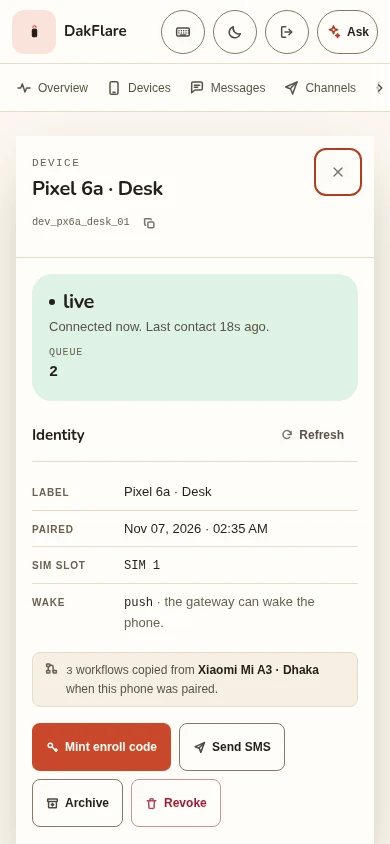 DakFlare
Ask
Overview
Devices
Messages
Channels
DEVICE
Pixel 6a · Desk
dev_px6a_desk_01
• live
Connected now. Last contact 18s ago.
QUEUE
2
Identity
Refresh
LABEL Pixel 6a · Desk
PAIRED Nov 07, 2026 · 02:35 AM
SIM SLOT SIM 1
WAKE push · the gateway can wake the
phone.
3 workflows copied from Xiaomi Mi A3 · Dhaka
when this phone was paired.
Mint enroll code
Send SMS
Archive
Revoke